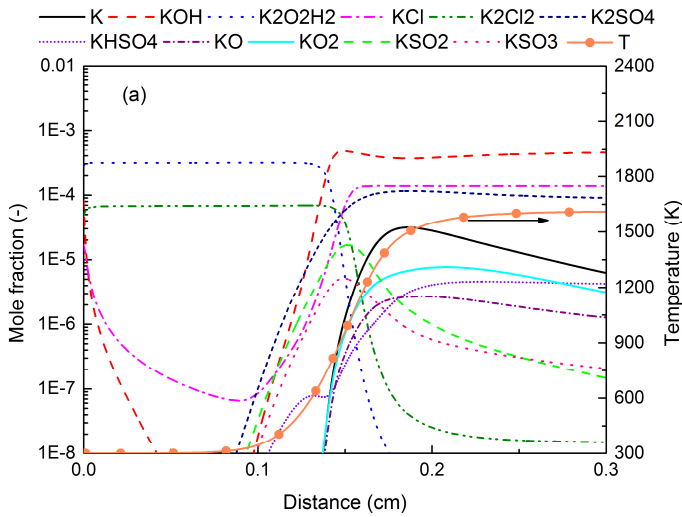 K KOH K2O2H2 KCl K2Cl2 K2SO4
KHSO4 KO KO2 KSO2 KSO3 T
0.01 2400
(a)
2100
1E-3
1800
1E-4
1500
1E-5
1200
1E-6
900
1E-7
600
1E-8 300
Mole fraction (-)
Temperature (K)
0.0 0.1 0.2 0.3
Distance (cm)